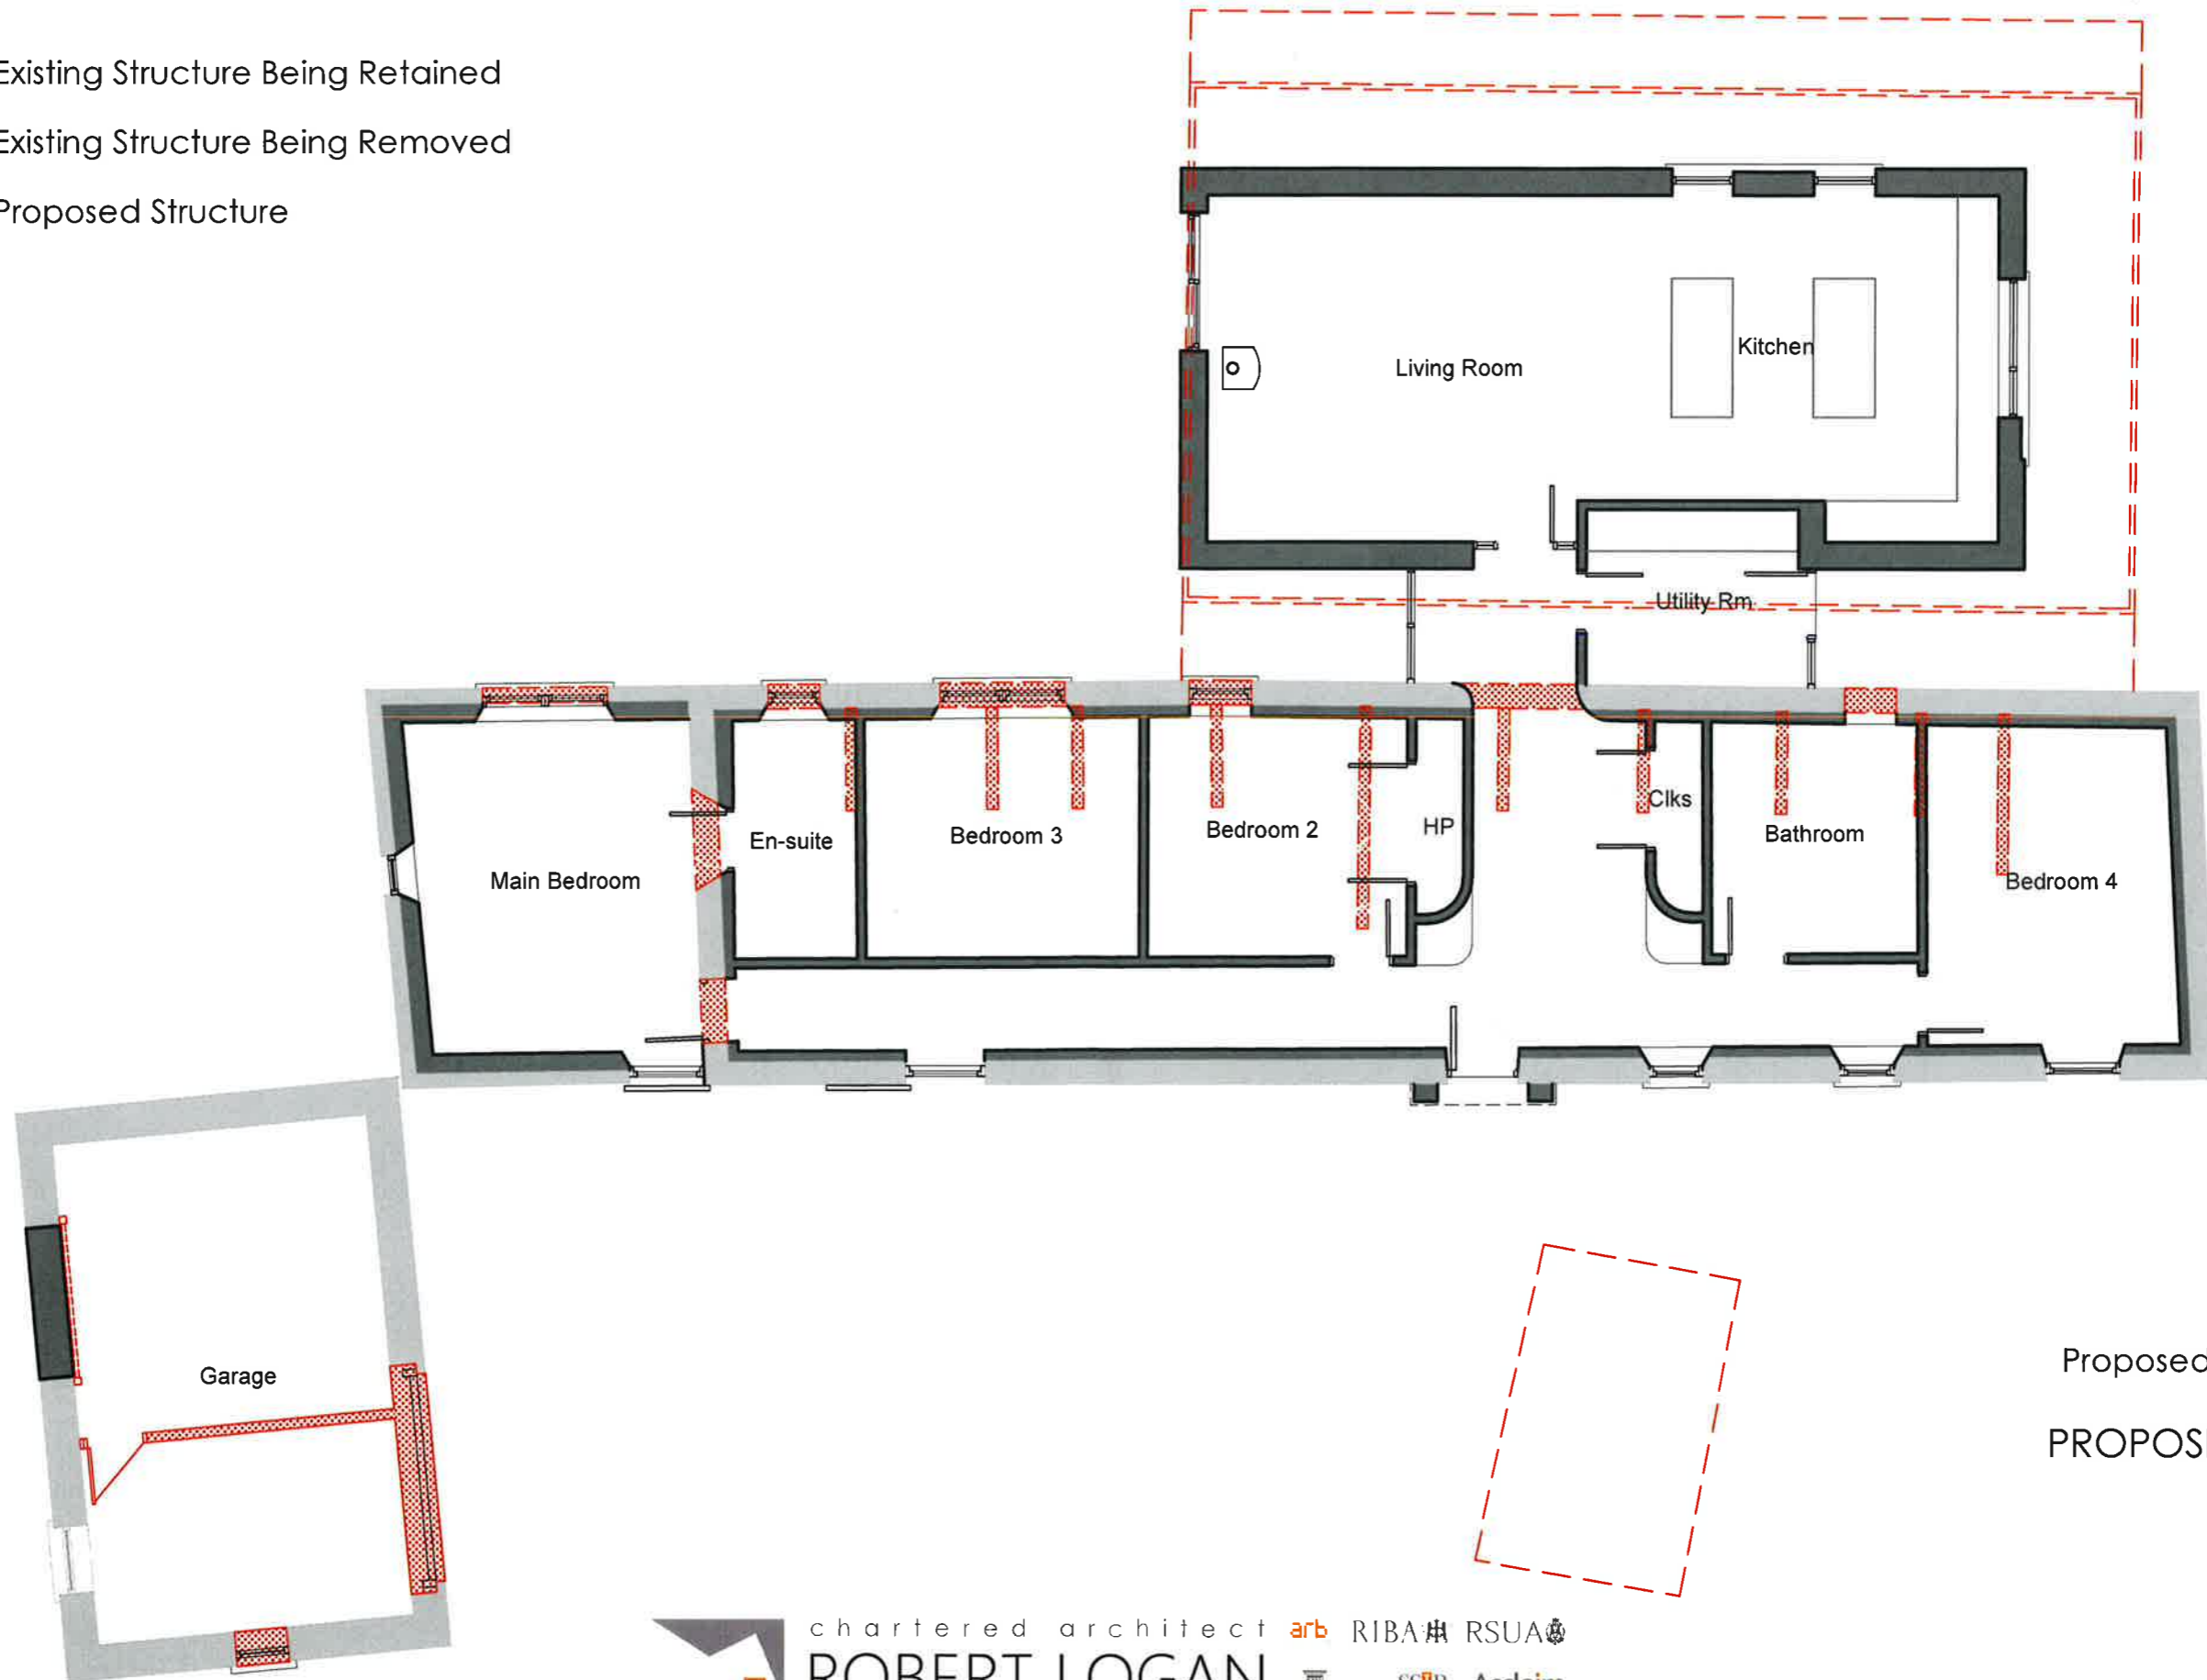 Existing Structure Being Retained
Existing Structure Being Removed
Proposed Structure
Living Room
Kitchen
Utility Rm
Main Bedroom
En-suite
Bedroom 3
Bedroom 2
HP
Clks
Bathroom
Bedroom 4
Garage
Proposed
PROPOS
chartered architect arb RIBA RSUA
ROBERT LOGAN